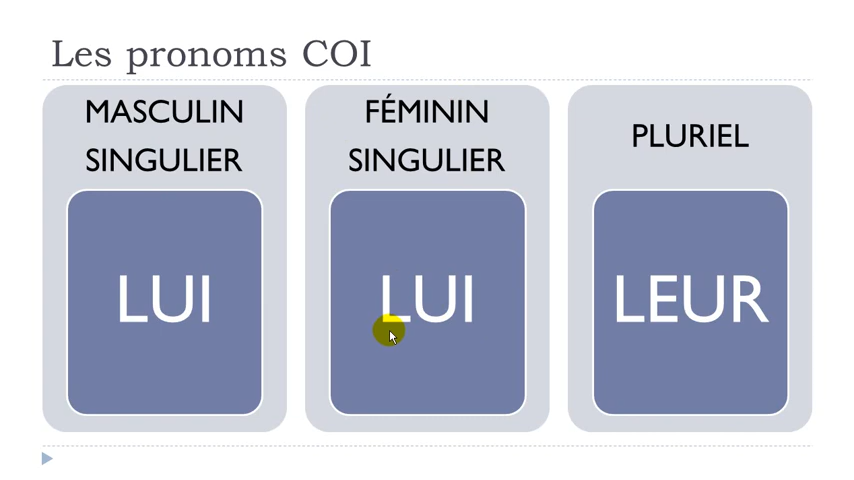 Les pronoms COI
MASCULIN
SINGULIER
LUI
FÉMININ
SINGULIER
LUI
PLURIEL
LEUR